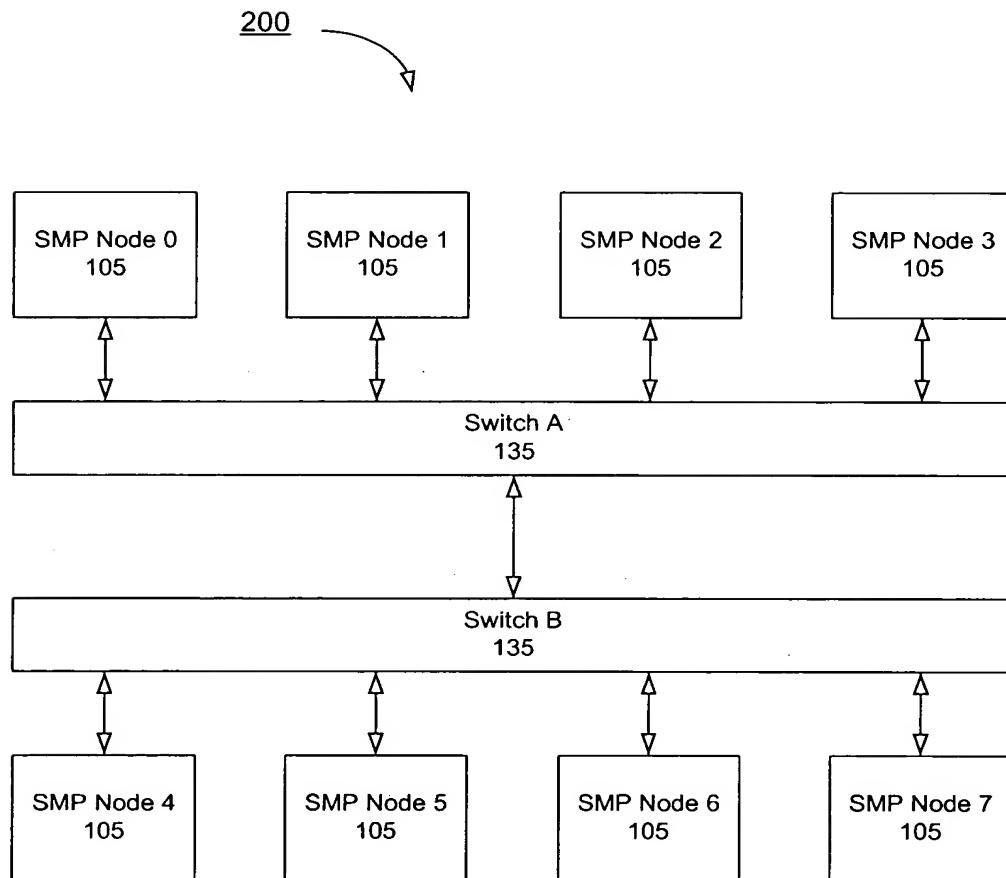 200
SMP Node 0
105
SMP Node 1
105
SMP Node 2
105
SMP Node 3
105
Switch A
135
Switch B
135
SMP Node 4
105
SMP Node 5
105
SMP Node 6
105
SMP Node 7
105